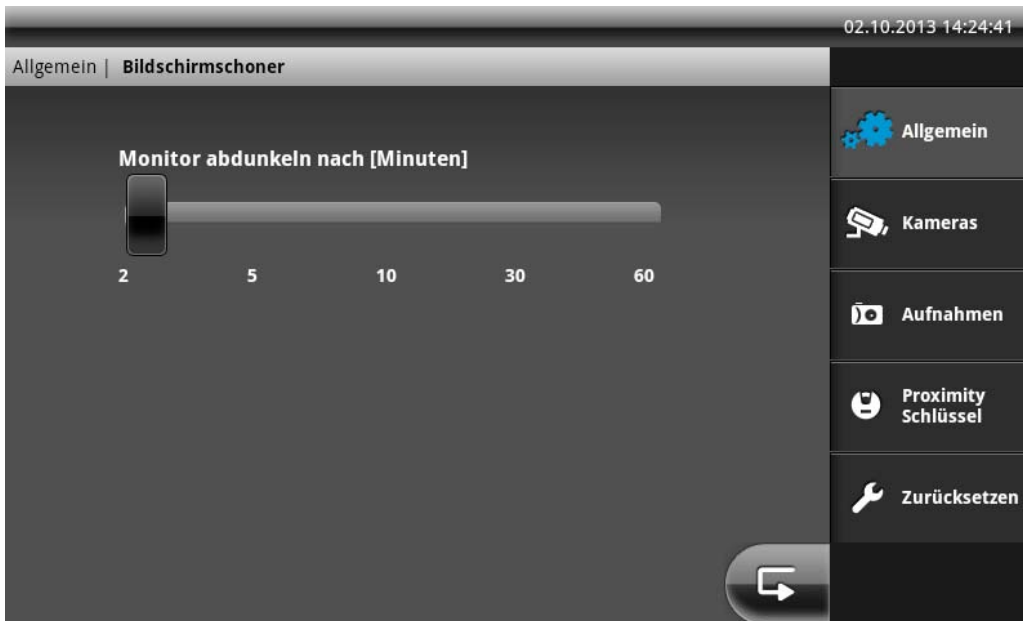 02.10.2013 14:24:41
Allgemein | Bildschirmschoner
Monitor abdunkeln nach [Minuten]
2 5 10 30 60
Allgemein
Kameras
Aufnahmen
Proximity
Schlüssel
Zurücksetzen